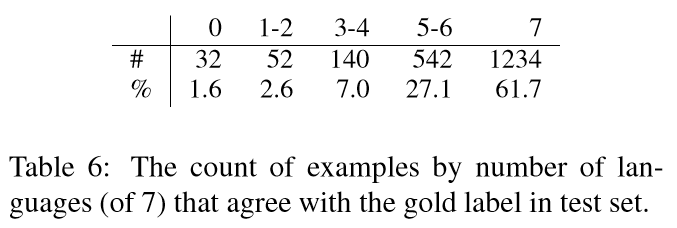 0 1-2 3-4 5-6 7
# 32 52 140 542 1234
% 1.6 2.6 7.0 27.1 61.7
Table 6: The count of examples by number of lan-
guages (of 7) that agree with the gold label in test set.